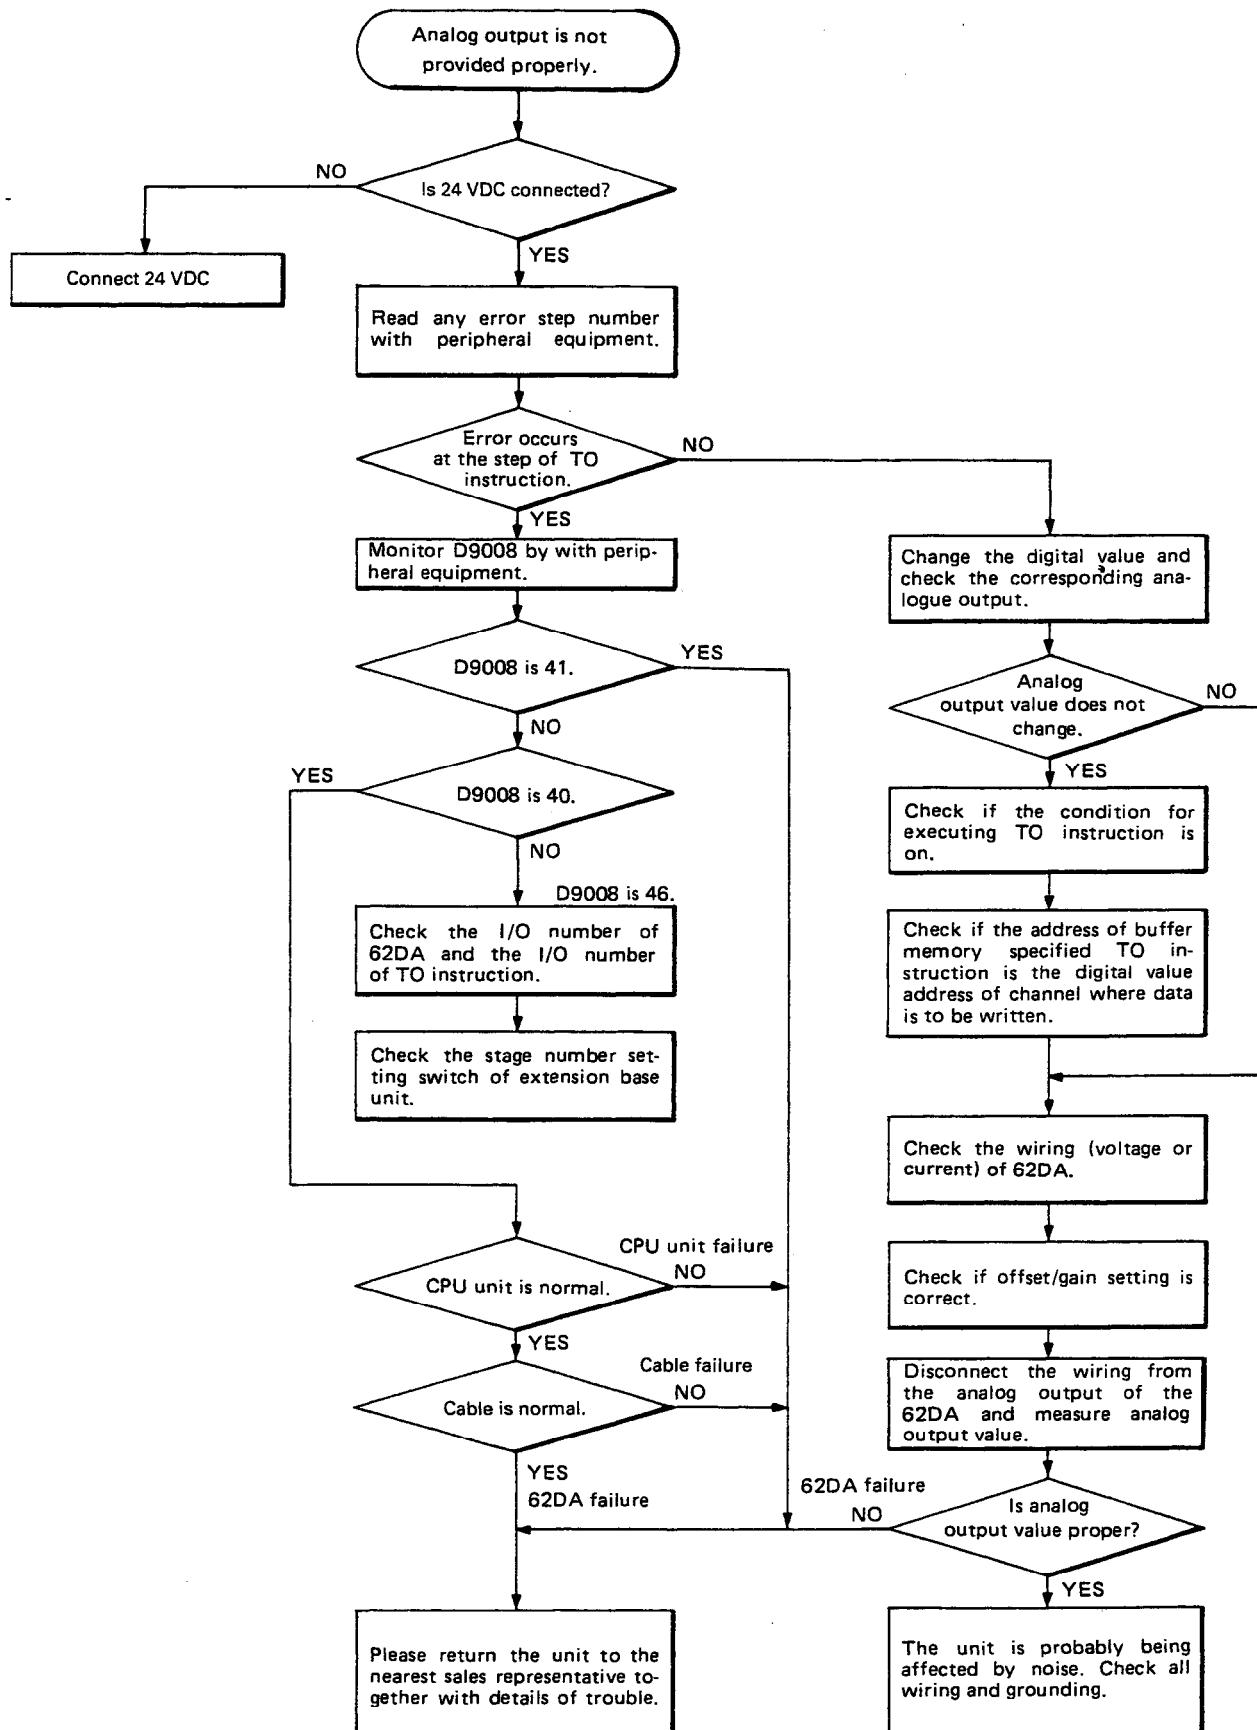 Analog output is not
provided properly.
NO
Is 24 VDC connected?
YES
Connect 24 VDC
Read any error step number
with peripheral equipment.
Error occurs
at the step of TO
instruction.
NO
YES
Monitor D9008 by with perip-
heral equipment.
D9008 is 41.
YES
NO
YES
D9008 is 40.
NO
D9008 is 46.
Check the I/O number of
62DA and the I/O number
of TO instruction.
Check the stage number set-
ting switch of extension base
unit.
CPU unit failure
NO
CPU unit is normal.
YES
Cable failure
NO
Cable is normal.
YES
62DA failure
Please return the unit to the
nearest sales representative to-
gether with details of trouble.
Change the digital value and
check the corresponding ana-
logue output.
Analog
output value does not
change.
NO
YES
Check if the condition for
executing TO instruction is
on.
Check if the address of buffer
memory specified TO in-
struction is the digital value
address of channel where data
is to be written.
Check the wiring (voltage or
current) of 62DA.
Check if offset/gain setting is
correct.
Disconnect the wiring from
the analog output of the
62DA and measure analog
output value.
62DA failure
NO
Is analog
output value proper?
YES
The unit is probably being
affected by noise. Check all
wiring and grounding.